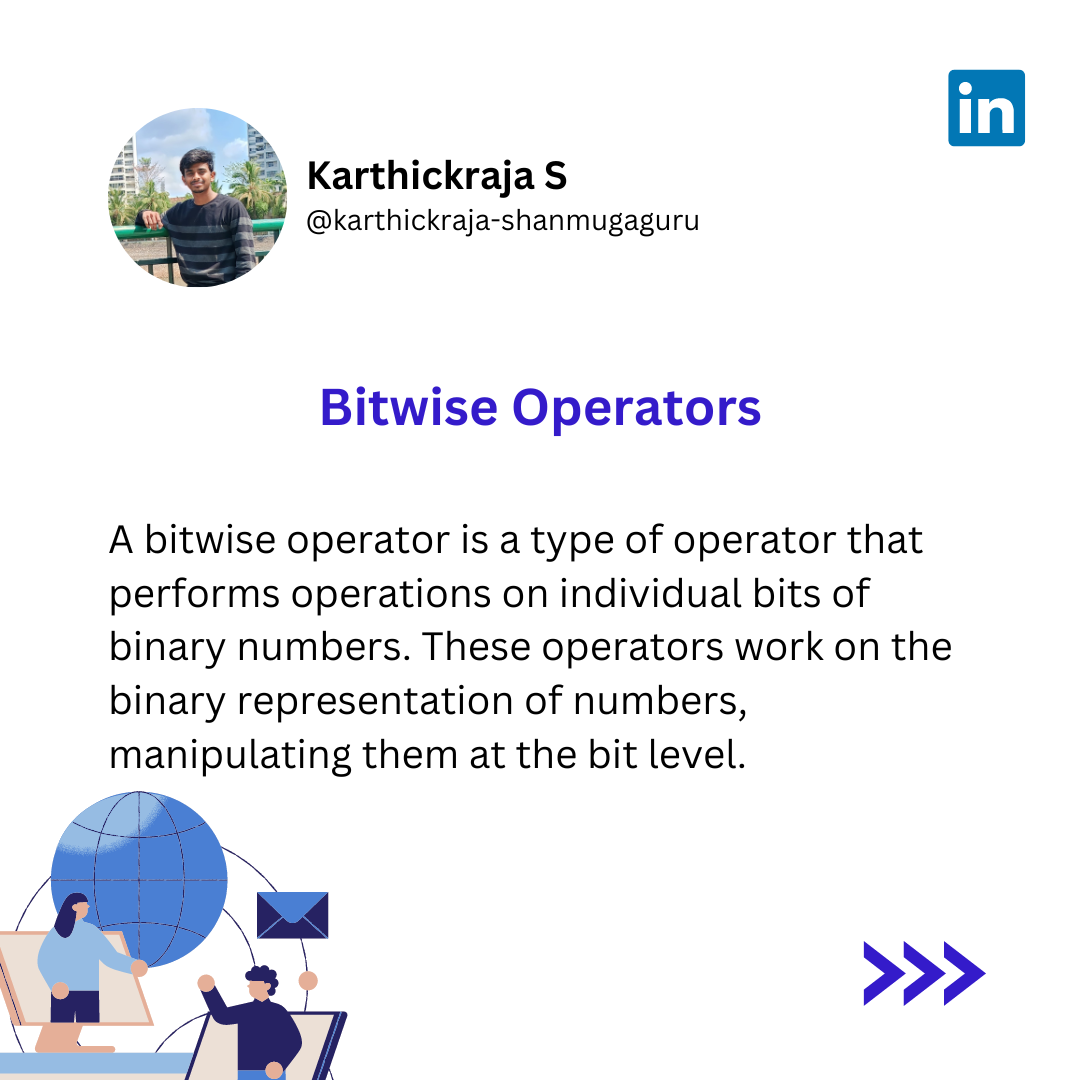 in
Karthickraja S
@karthickraja-shanmugaguru
Bitwise Operators
A bitwise operator is a type of operator that
performs operations on individual bits of
binary numbers. These operators work on the
binary representation of numbers,
manipulating them at the bit level.